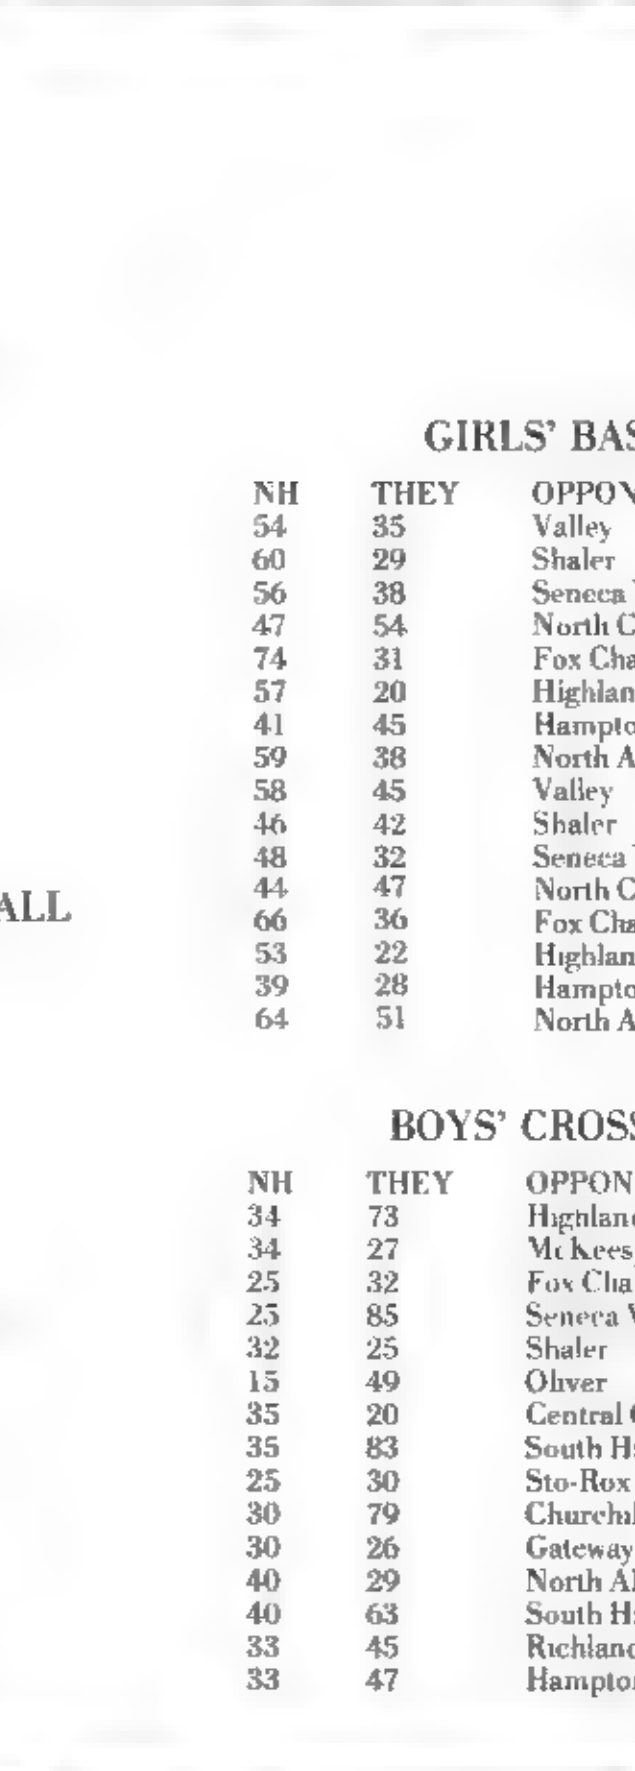 GIRLS' BAS
NH THEY OPPON
54 35 Valley
60 29 Shaler
56 38 Seneca
47 54 North C
74 31 Fox Cha
57 20 Highlan
41 45 Hampto
59 38 North A
58 45 Valley
46 42 Shaler
48 32 Seneca
44 47 North C
ALL
66 36 Fox Cha
53 22 Highlan
39 28 Hampto
64 51 North A
BOYS' CROSS
NH THEY OPPON
34 73 Highland
34 27 McKees
25 32 Fox Cha
25 85 Seneca V
32 25 Shaler
15 49 Oliver
35 20 Central
35 83 South H
25 30 Sto-Rox
30 79 Churchil
30 26 Gateway
40 29 North Al
40 63 South H
33 45 Richland
33 47 Hampton